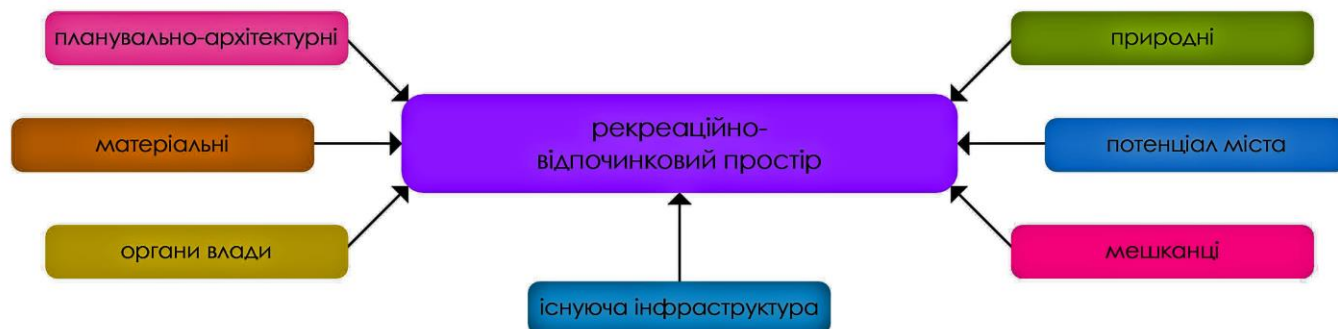 планувально-архітектурні
природні
рекреаційно-
відпочинковий простір
матеріальні
потенціал міста
органи влади
мешканці
існуюча інфраструктура